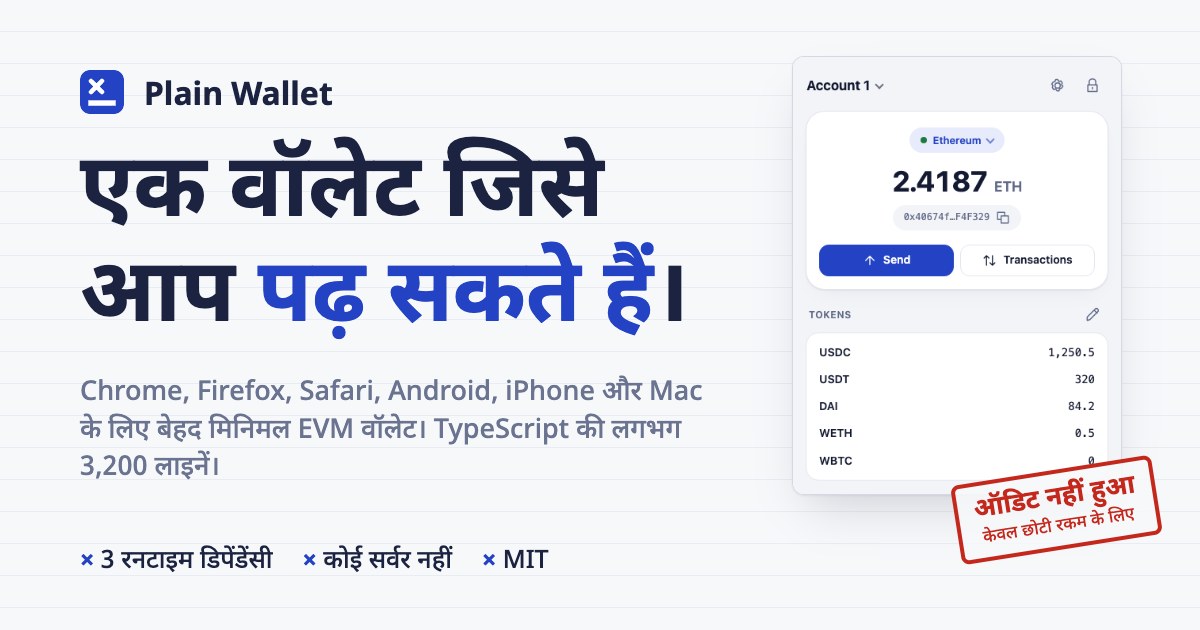 Plain Wallet
एक वॉलेट जिसे
आप पढ़ सकते हैं।
Chrome, Firefox, Safari, Android, iPhone और Mac
के लिए बेहद मिनिमल EVM वॉलेट। TypeScript की लगभग
3,200 लाइनें।
× 3 रनटाइम डिपेंडेंसी × कोई सर्वर नहीं × MIT
Account 1
Ethereum
2.4187 ETH
0x40674f…F4F329
Send Transactions
TOKENS
USDC 1,250.5
USDT 320
DAI 84.2
WETH 0.5
WBTC 0
ऑडिट नहीं हुआ
केवल छोटी रकम के लिए